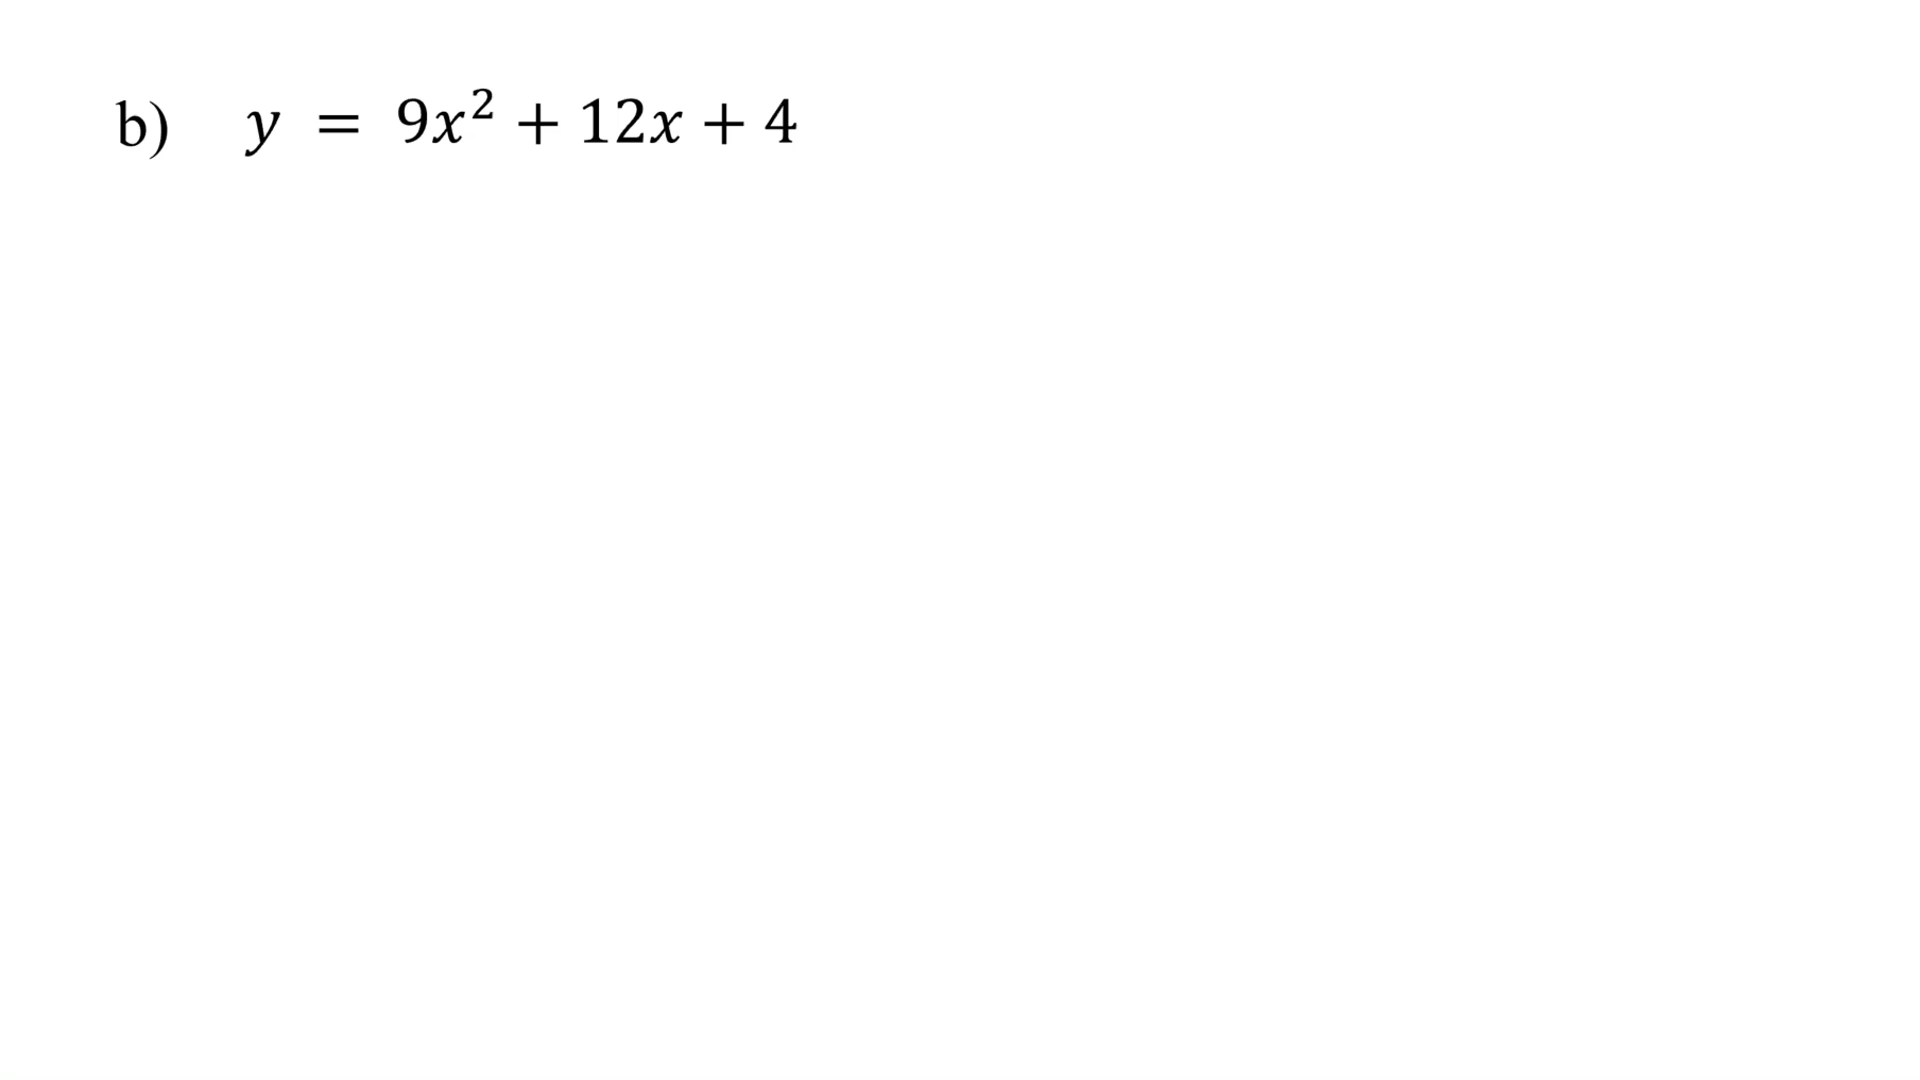 b) y = 9x² + 12x + 4